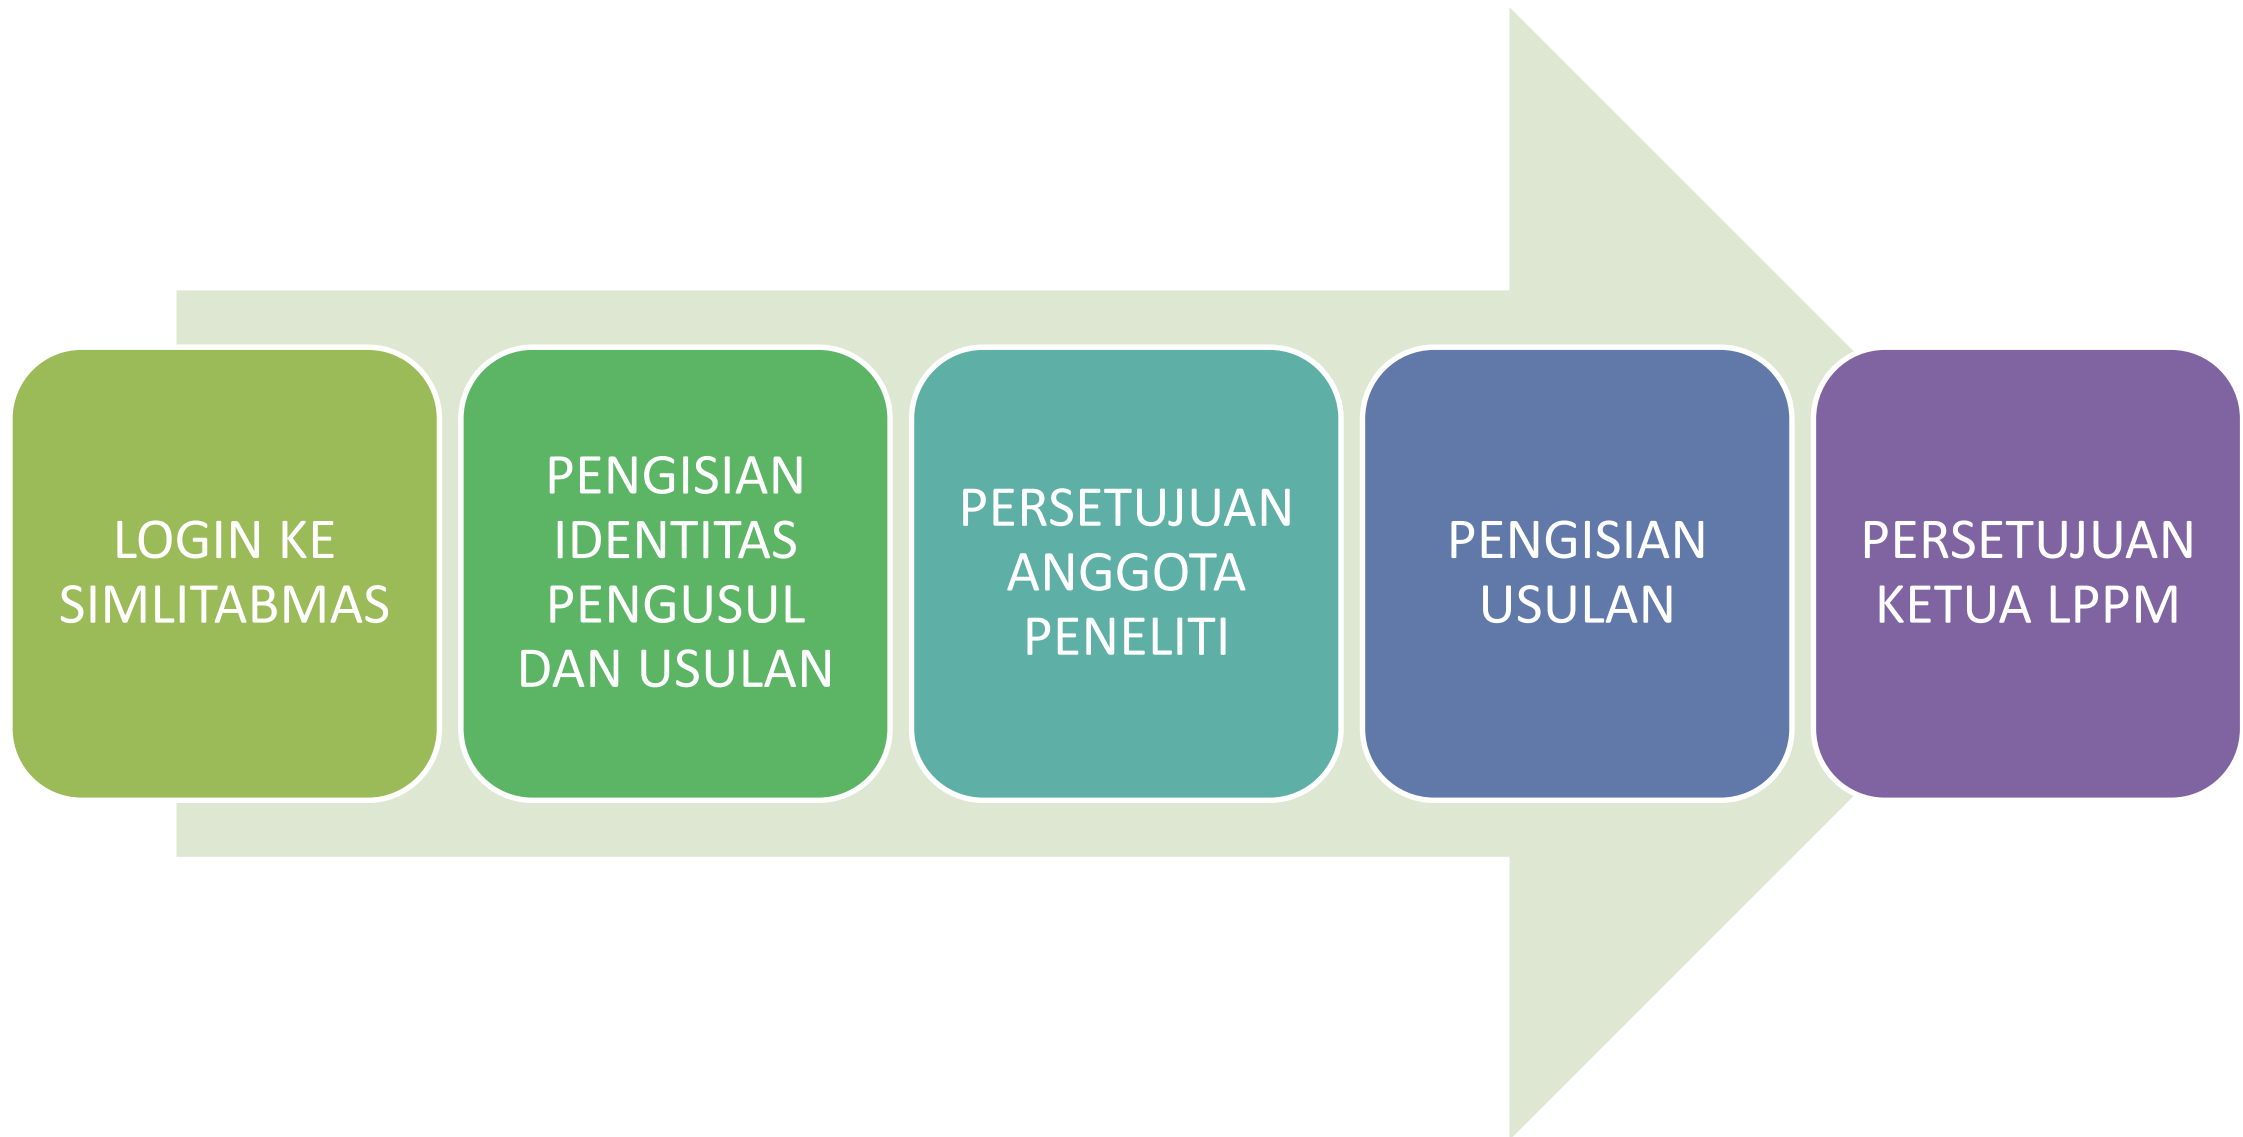 LOGIN KE
SIMLITABMAS
PENGISIAN
IDENTITAS
PENGUSUL
DAN USULAN
PERSETUJUAN
ANGGOTA
PENELITI
PENGISIAN
USULAN
PERSETUJUAN
KETUA LPPM